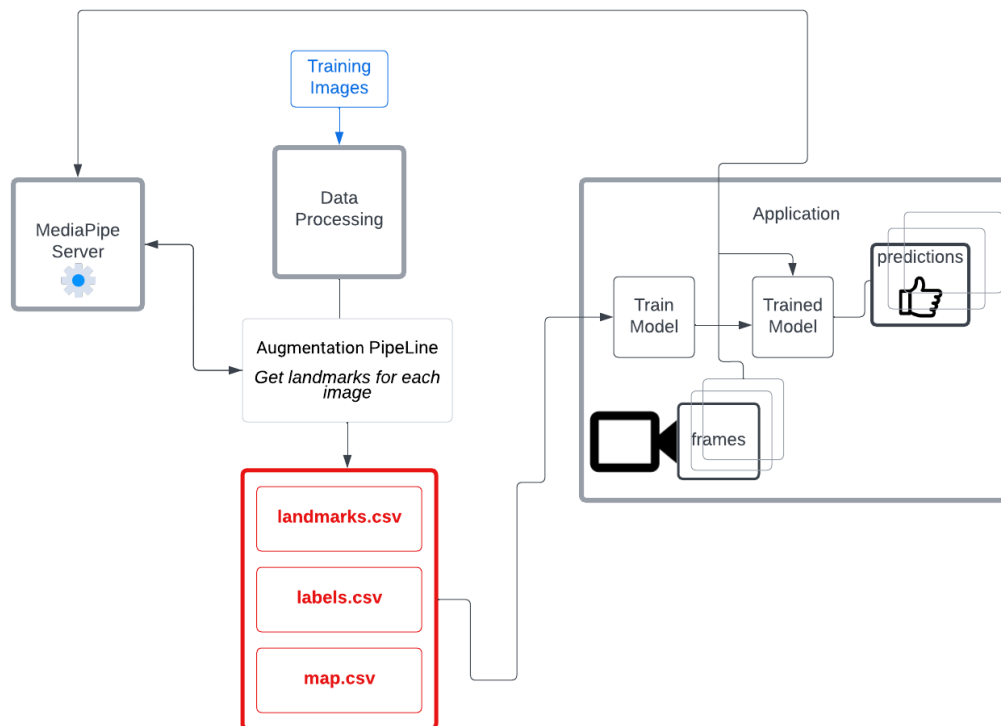 Training
Images
Data
Processing
MediaPipe
Server
Application
predictions
Train
Model
Trained
Model
Augmentation PipeLine
Get landmarks for each
image
frames
landmarks.csv
labels.csv
map.csv